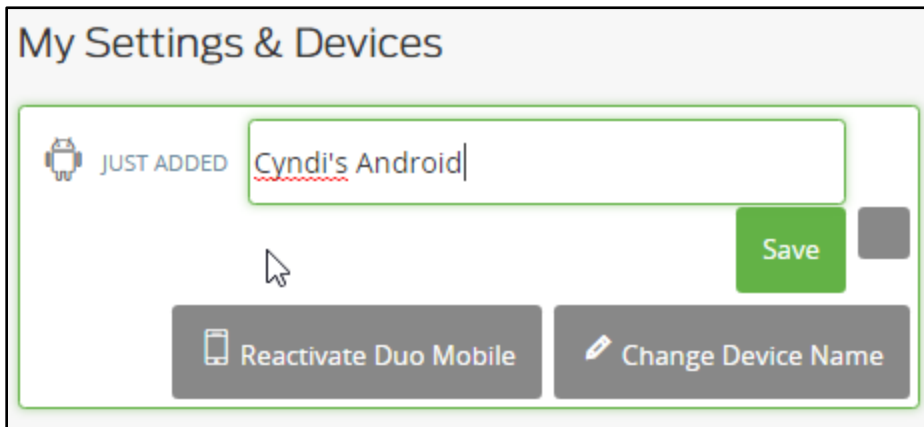 My Settings & Devices
JUST ADDED Cyndi's Android
Save
Reactivate Duo Mobile Change Device Name